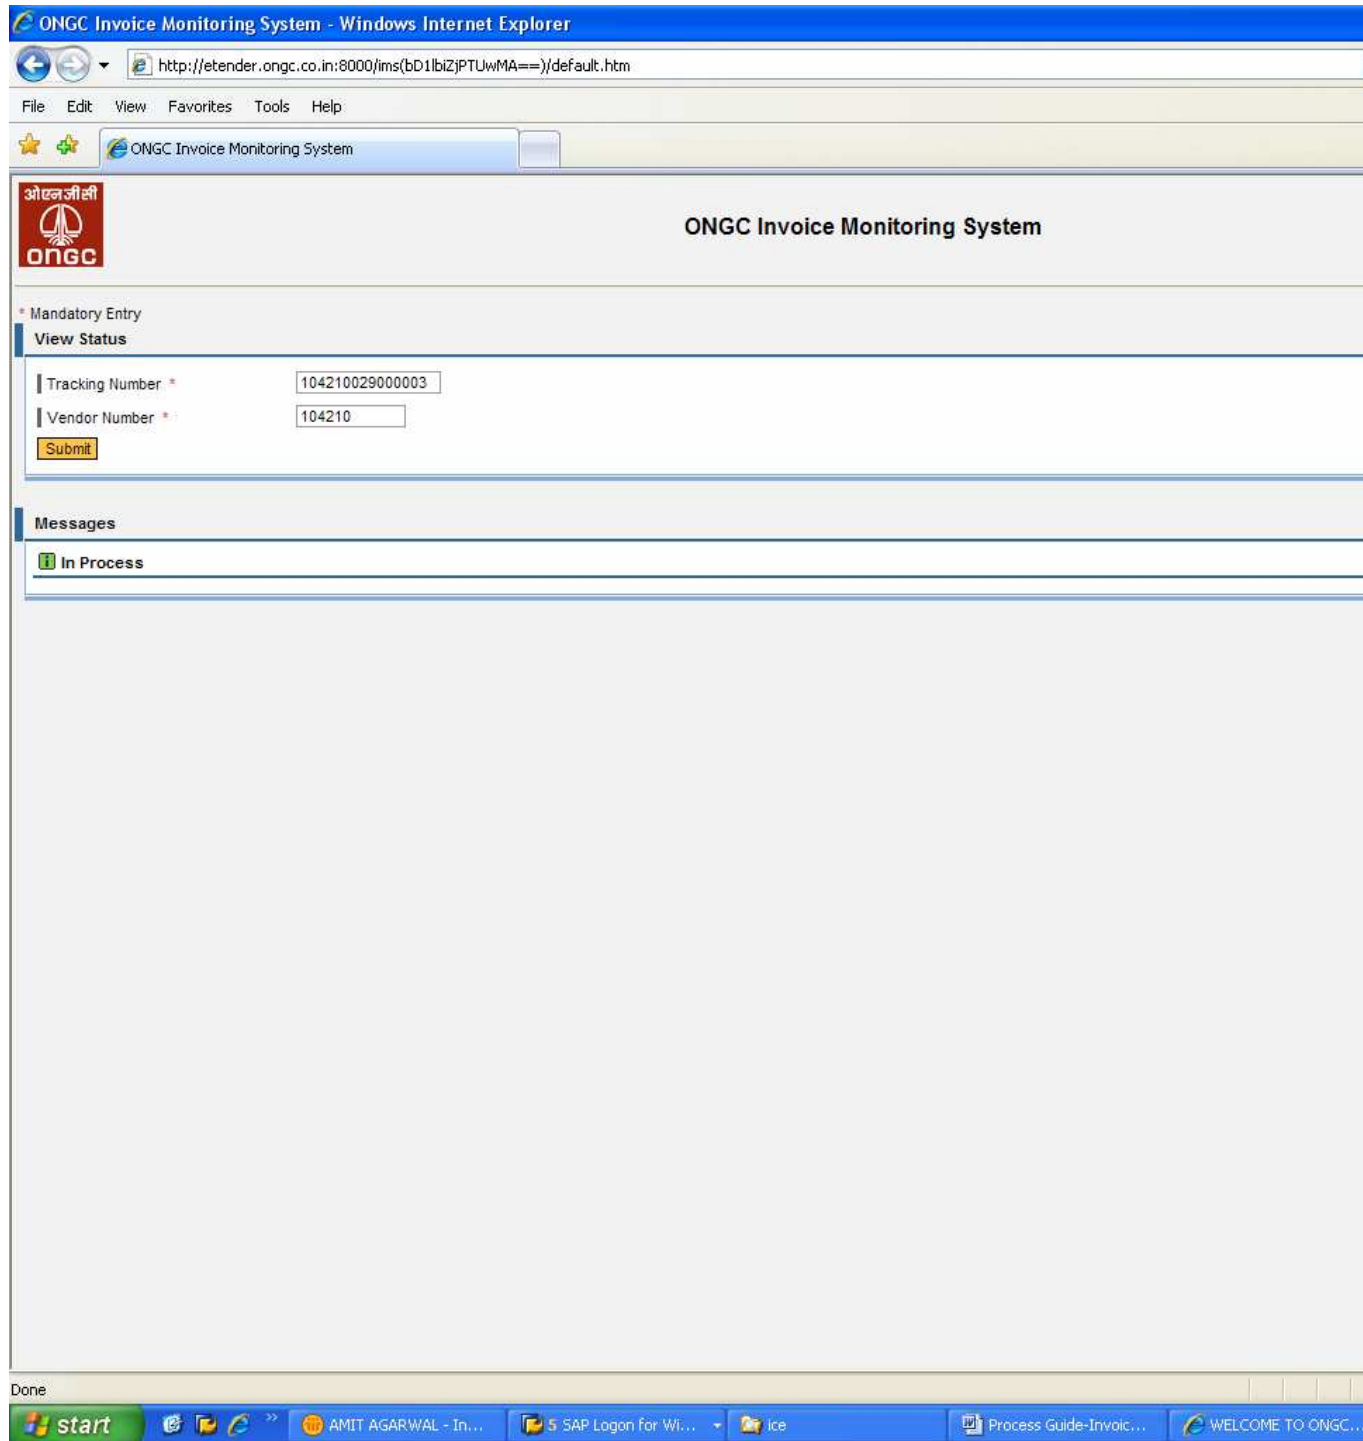 ONGC Invoice Monitoring System - Windows Internet Explorer
http://etender.ongc.co.in:8000/ims(bD1lbiZjPTUwMA==)/default.htm
File Edit View Favorites Tools Help
ONGC Invoice Monitoring System
ओएनजीसी
ONGC
ONGC Invoice Monitoring System
* Mandatory Entry
View Status
Tracking Number * 104210029000003
Vendor Number * 104210
Submit
Messages
In Process
Done
start AMIT AGARWAL - In... 5 SAP Logon for Wi... ice Process Guide-Invoic... WELCOME TO ONGC...